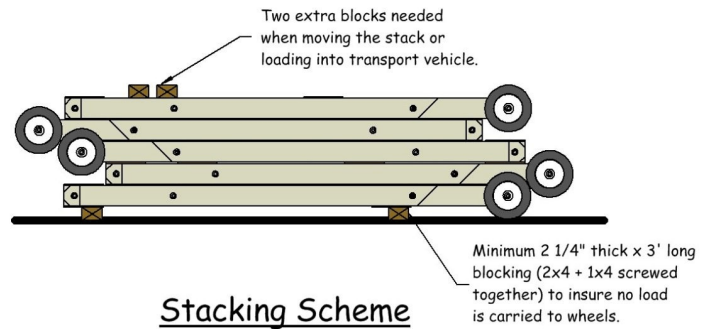 Two extra blocks needed
when moving the stack or
loading into transport vehicle.
Minimum 2 1/4" thick x 3' long
blocking (2x4 + 1x4 screwed
together) to insure no load
is carried to wheels.
Stacking Scheme